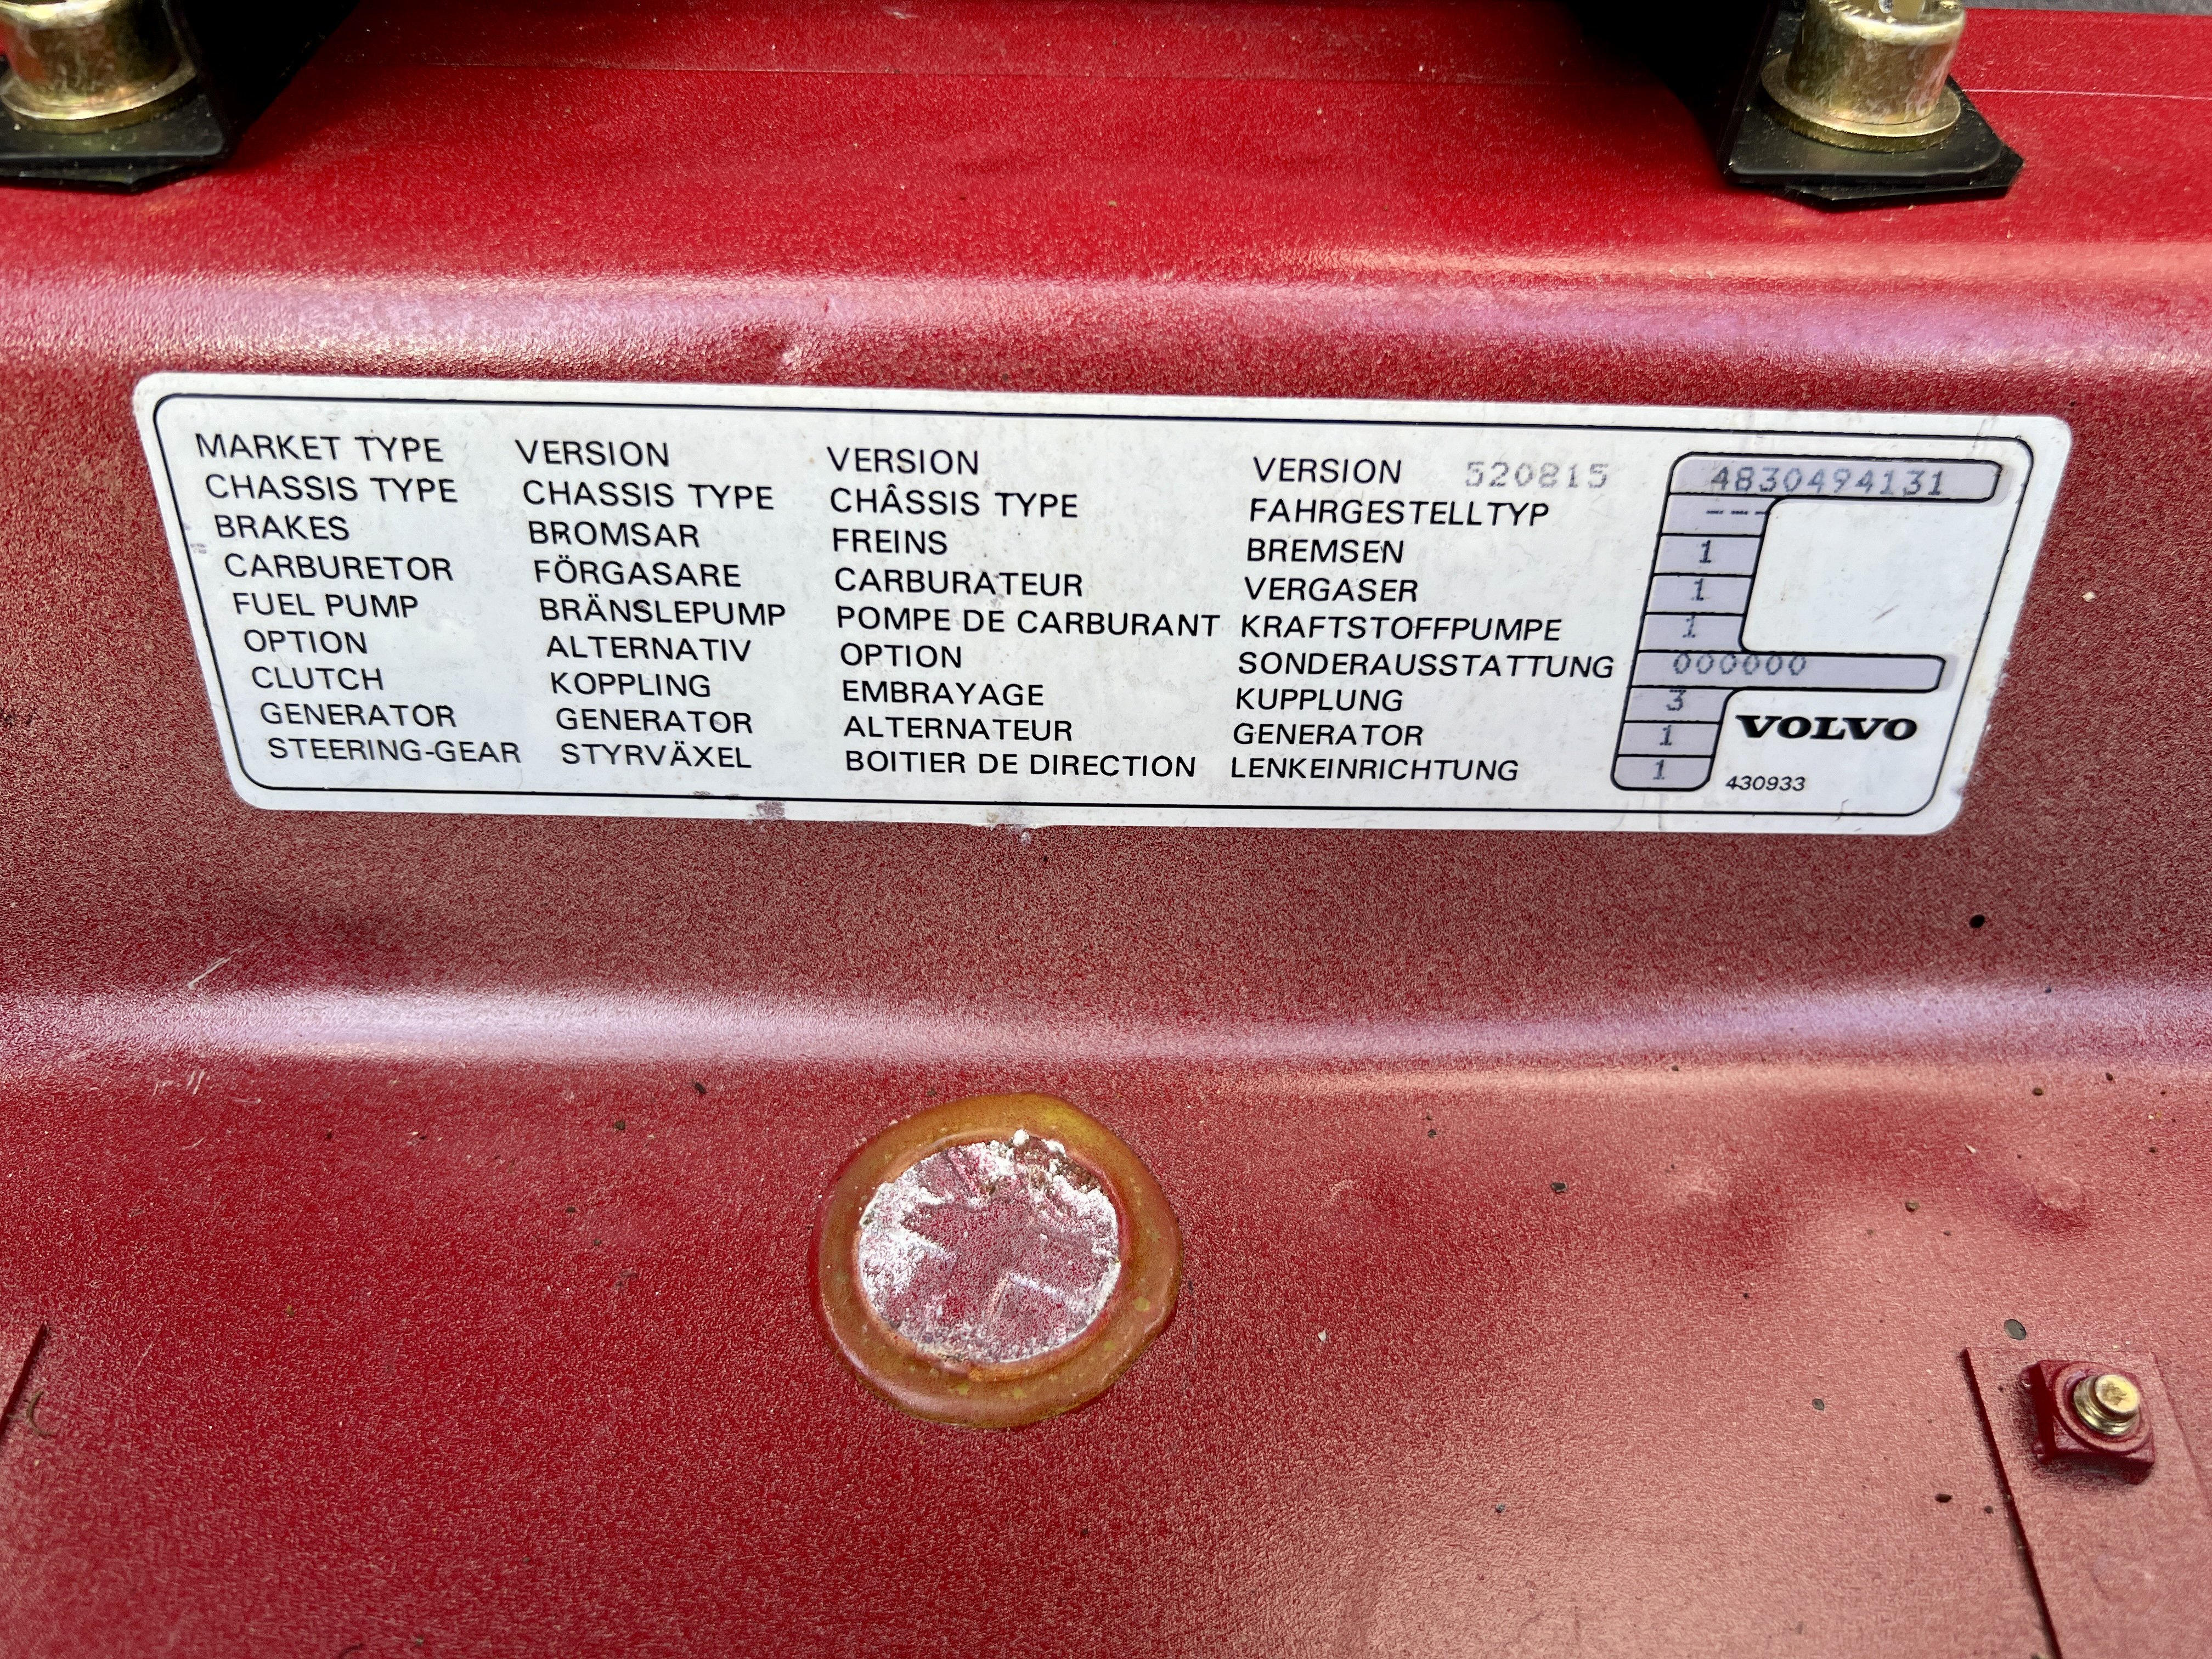 MARKET TYPE VERSION VERSION VERSION 520815 4830494131
CHASSIS TYPE CHASSIS TYPE CHÂSSIS TYPE FAHRGESTELLTYP ---
BRAKES BROMSAR FREINS BREMSEN 1
CARBURETOR FÖRGASARE CARBURATEUR VERGASER 1
FUEL PUMP BRÄNSLEPUMP POMPE DE CARBURANT KRAFTSTOFFPUMPE 1
OPTION ALTERNATIV OPTION SONDERAUSSTATTUNG 000000
CLUTCH KOPPLING EMBRAYAGE KUPPLUNG 3
GENERATOR GENERATOR ALTERNATEUR GENERATOR 1 VOLVO
STEERING-GEAR STYRVÄXEL BOITIER DE DIRECTION LENKEINRICHTUNG 1 430933